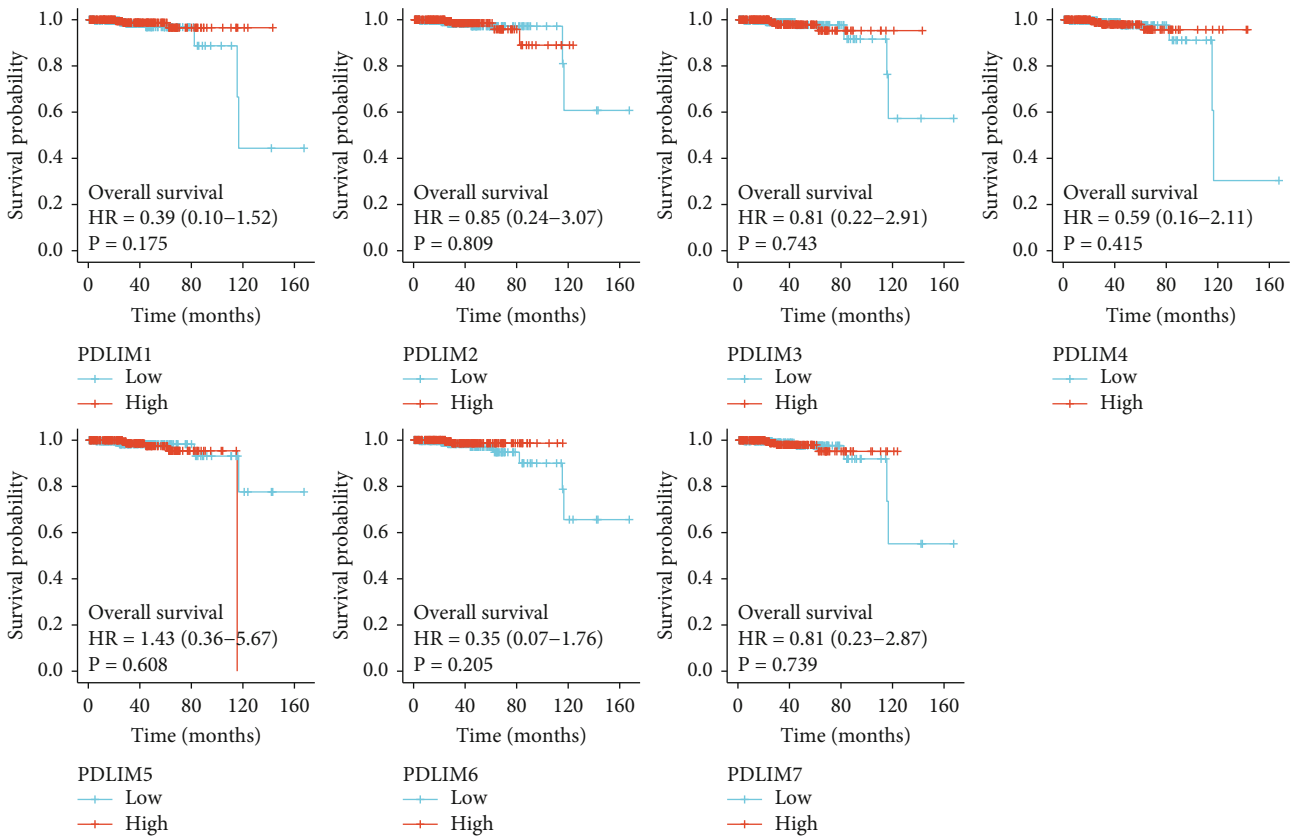 Survival probability
1.0
0.8
0.6
0.4
0.2
0.0
Overall survival
HR = 0.39 (0.10–1.52)
P = 0.175
0 40 80 120 160
Time (months)
PDLIM1
Low
High
Survival probability
1.0
0.8
0.6
0.4
0.2
0.0
Overall survival
HR = 0.85 (0.24–3.07)
P = 0.809
0 40 80 120 160
Time (months)
PDLIM2
Low
High
Survival probability
1.0
0.8
0.6
0.4
0.2
0.0
Overall survival
HR = 0.81 (0.22–2.91)
P = 0.743
0 40 80 120 160
Time (months)
PDLIM3
Low
High
Survival probability
1.0
0.8
0.6
0.4
0.2
0.0
Overall survival
HR = 0.59 (0.16–2.11)
P = 0.415
0 40 80 120 160
Time (months)
PDLIM4
Low
High
Survival probability
1.0
0.8
0.6
0.4
0.2
0.0
Overall survival
HR = 1.43 (0.36–5.67)
P = 0.608
0 40 80 120 160
Time (months)
PDLIM5
Low
High
Survival probability
1.0
0.8
0.6
0.4
0.2
0.0
Overall survival
HR = 0.35 (0.07–1.76)
P = 0.205
0 40 80 120 160
Time (months)
PDLIM6
Low
High
Survival probability
1.0
0.8
0.6
0.4
0.2
0.0
Overall survival
HR = 0.81 (0.23–2.87)
P = 0.739
0 40 80 120 160
Time (months)
PDLIM7
Low
High